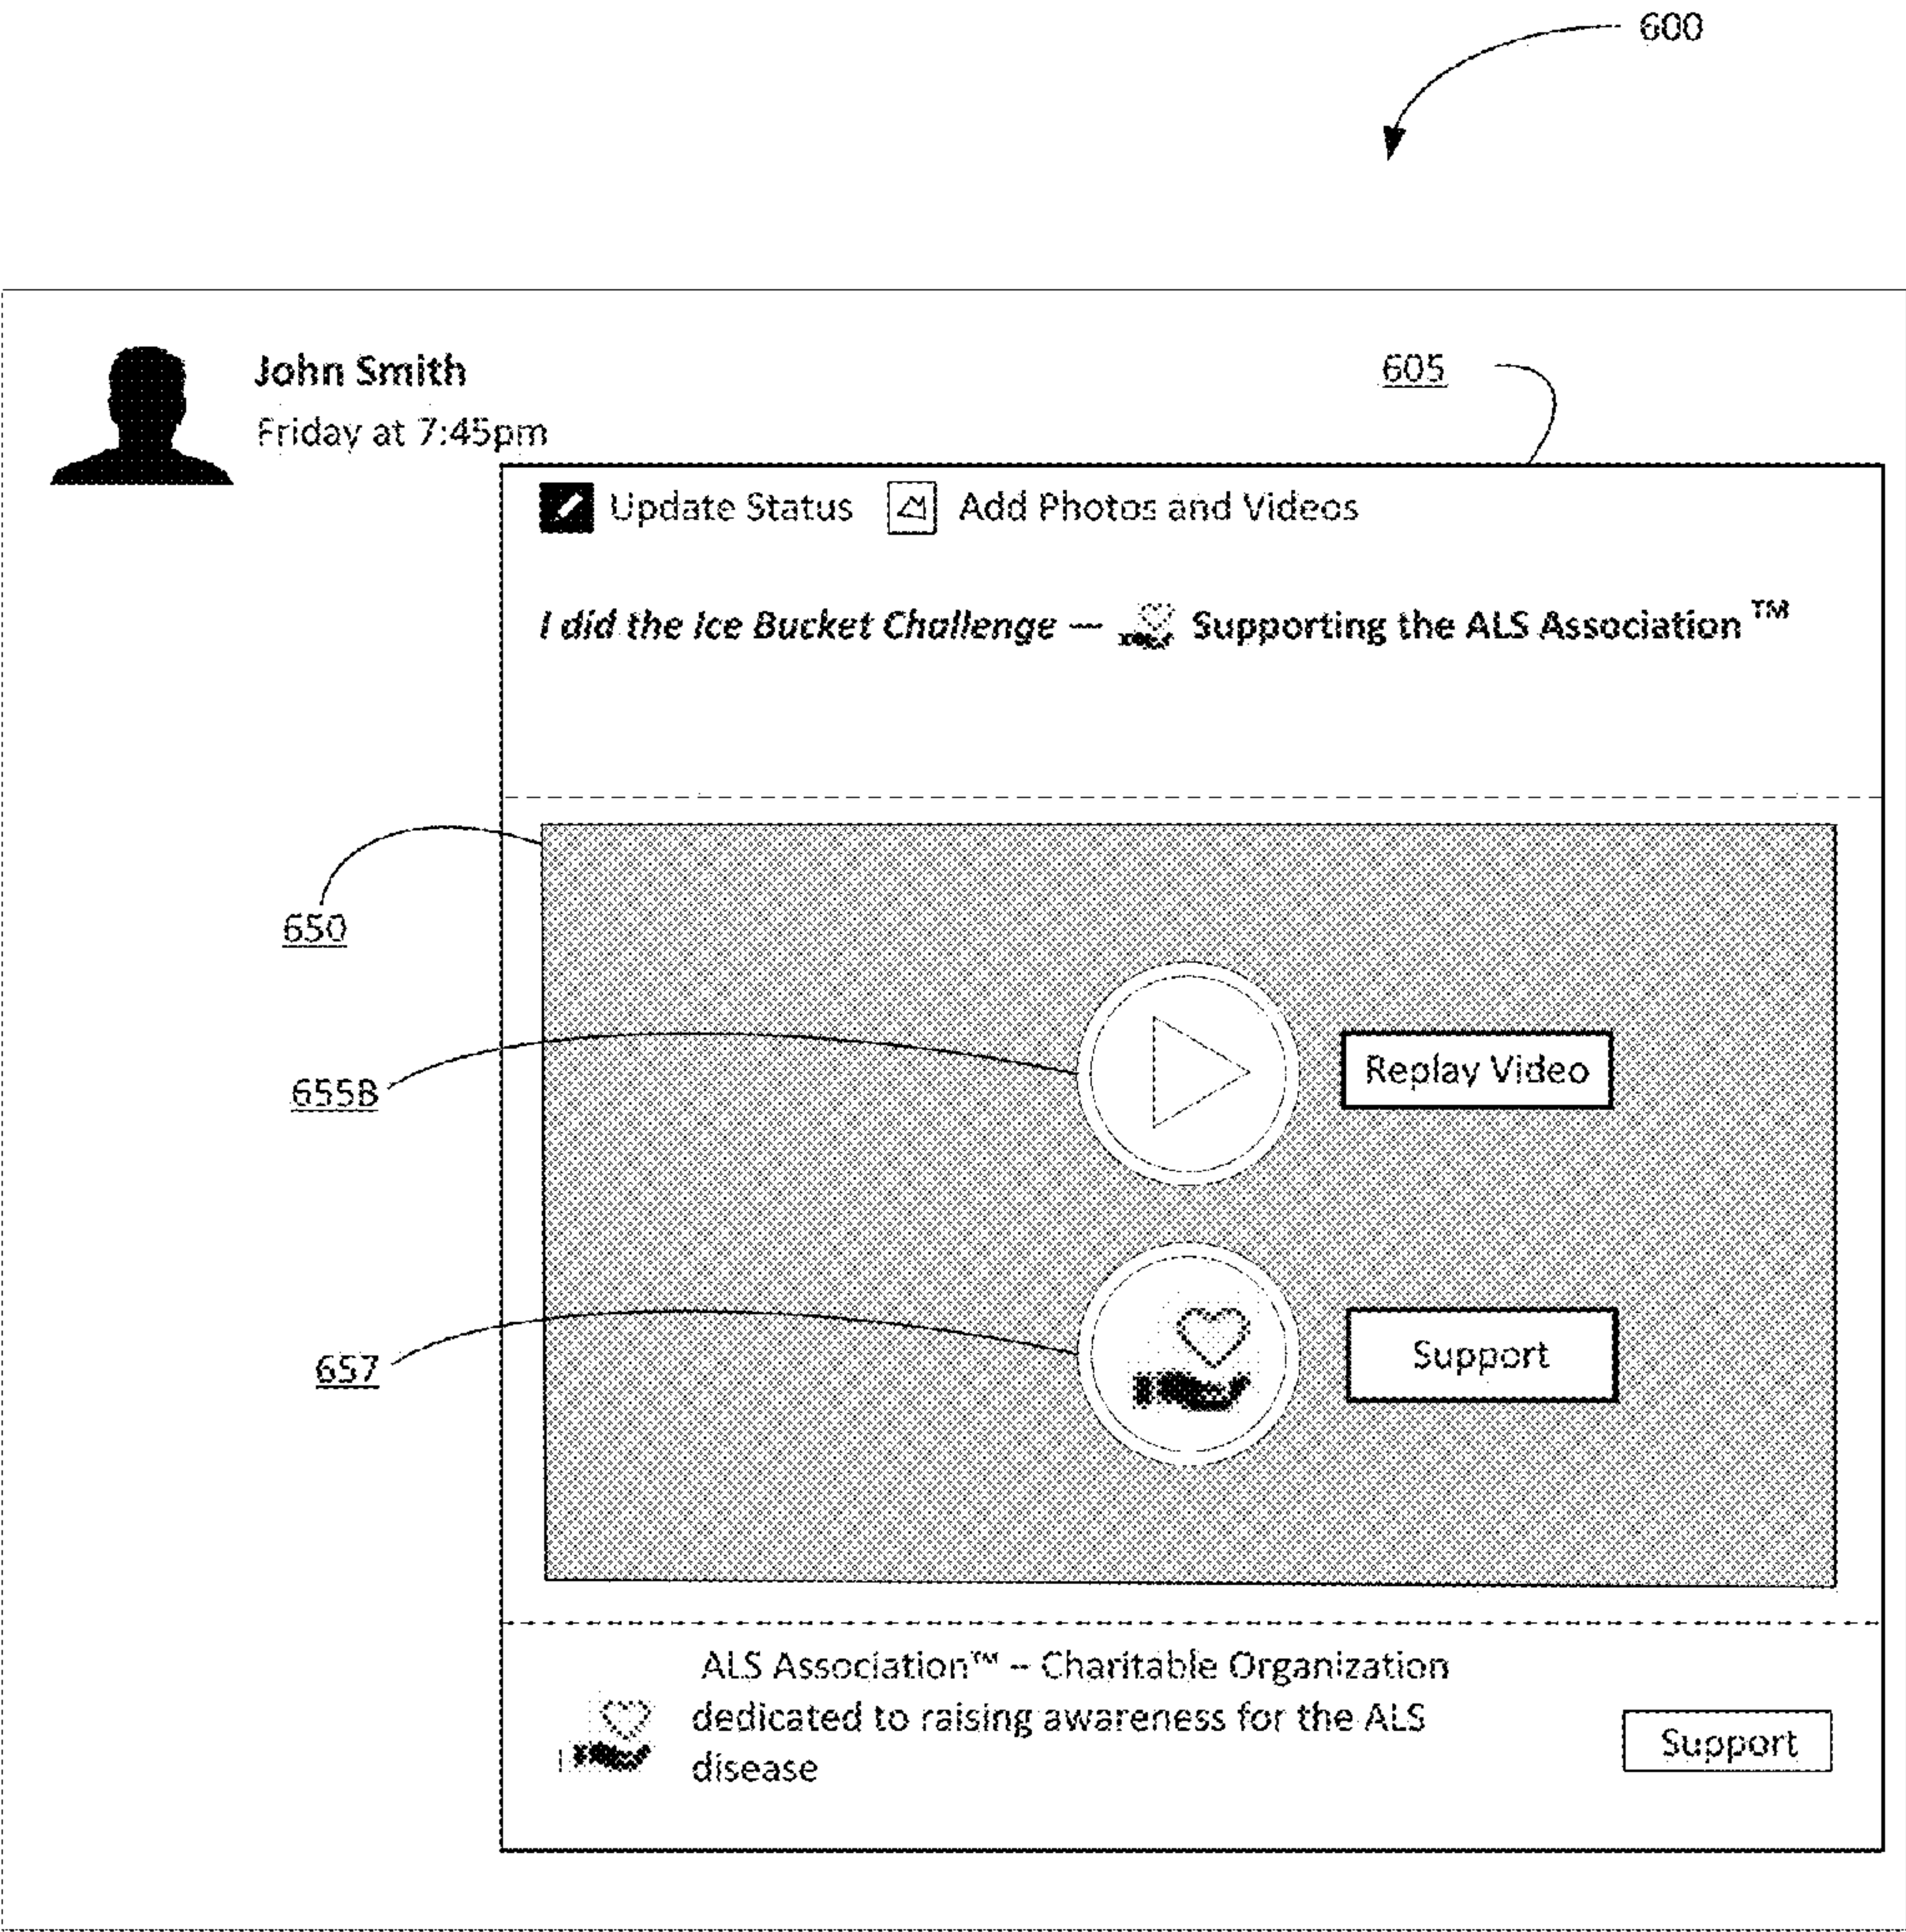 600
John Smith
605
Friday at 7:45pm
Update Status Add Photos and Videos
I did the Ice Bucket Challenge — Supporting the ALS Association ™
650
655B
Replay Video
657
Support
ALS Association™ – Charitable Organization
dedicated to raising awareness for the ALS
disease
Support